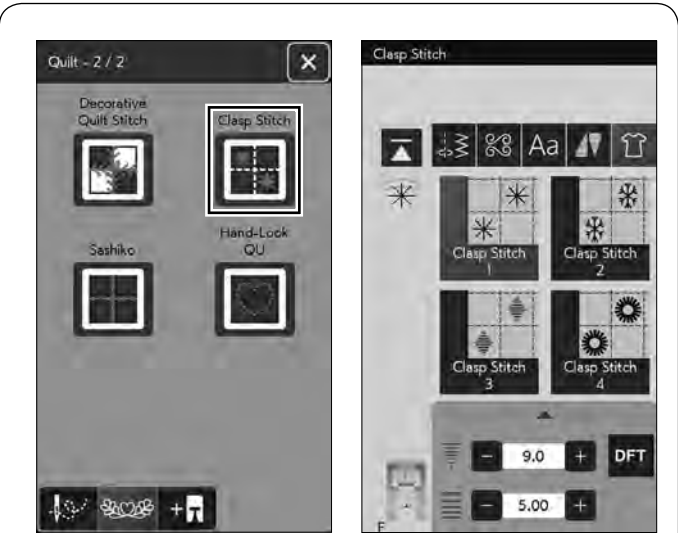 Quilt - 2 / 2
Decorative
Quilt Stitch
Clasp Stitch
Sashiko
Hand-Look
QU
Clasp Stitch
Aa
Clasp Stitch
1
Clasp Stitch
2
Clasp Stitch
3
Clasp Stitch
4
9.0
DFT
5.00
F